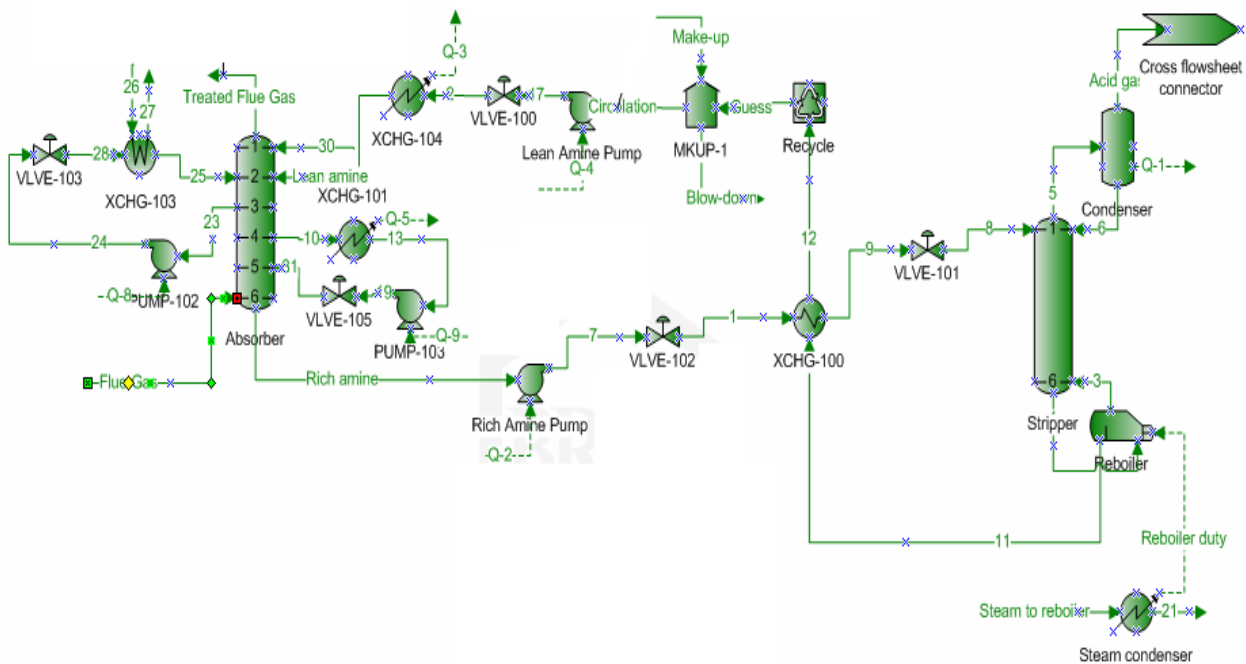 Q-3
Make-up
Acid gas
Cross flowsheet
connector
26
27
Treated Flue Gas
2
17
Circulation
Guess
XCHG-104
VLVE-100
Lean Amine Pump
MKUP-1
Recycle
28
VLVE-103
XCHG-103
1
30
25
2
Lean amine
XCHG-101
Q-4
Blow-down
5
Q-1
Condenser
23
3
24
4
10
Q-5
13
12
9
8
1
6
VLVE-101
5
31
19
Q-8
PUMP-102
6
VLVE-105
Absorber
PUMP-103
Q-9
7
VLVE-102
1
XCHG-100
Flue Gas
Rich amine
6
3
Rich Amine Pump
Stripper
Q-2
Reboiler
11
Reboiler duty
Steam to reboiler
21
Steam condenser